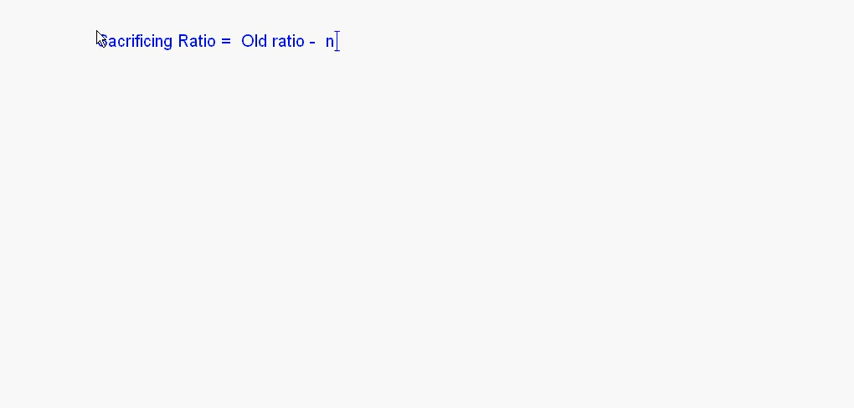 Sacrificing Ratio = Old ratio - n